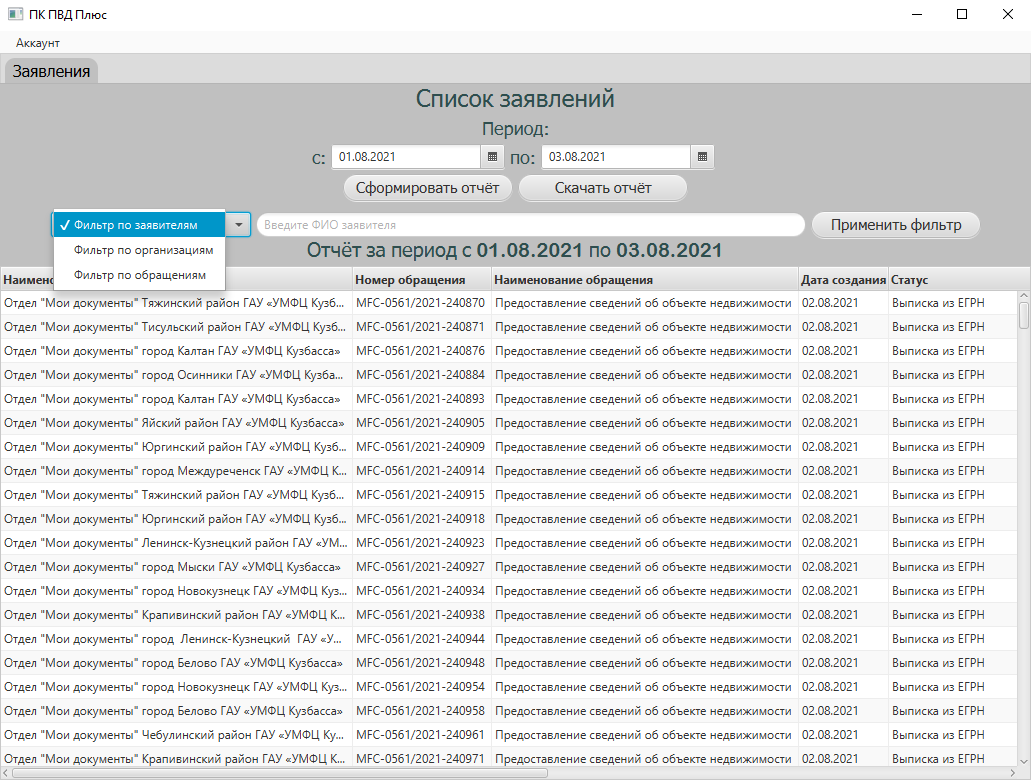 ПК ПВД Плюс
Аккаунт
Заявления
Список заявлений
Период:
с: 01.08.2021 по: 03.08.2021
Сформировать отчёт Скачать отчёт
✓ Фильтр по заявителям Введите ФИО заявителя Применить фильтр
Фильтр по организациям
Фильтр по обращениям
Отчёт за период с 01.08.2021 по 03.08.2021
Номер обращения Наименование обращения Дата создания Статус
Отдел "Мои документы" Тяжинский район ГАУ «УМФЦ Кузб... MFC-0561/2021-240870 Предоставление сведений об объекте недвижимости 02.08.2021 Выписка из ЕГРН
Отдел "Мои документы" Тисульский район ГАУ «УМФЦ Кузб... MFC-0561/2021-240871 Предоставление сведений об объекте недвижимости 02.08.2021 Выписка из ЕГРН
Отдел "Мои документы" город Калтан ГАУ «УМФЦ Кузбасса» MFC-0561/2021-240876 Предоставление сведений об объекте недвижимости 02.08.2021 Выписка из ЕГРН
Отдел "Мои документы" город Осинники ГАУ «УМФЦ Кузба... MFC-0561/2021-240884 Предоставление сведений об объекте недвижимости 02.08.2021 Выписка из ЕГРН
Отдел "Мои документы" город Калтан ГАУ «УМФЦ Кузбасса» MFC-0561/2021-240893 Предоставление сведений об объекте недвижимости 02.08.2021 Выписка из ЕГРН
Отдел "Мои документы" Яйский район ГАУ «УМФЦ Кузбасса» MFC-0561/2021-240905 Предоставление сведений об объекте недвижимости 02.08.2021 Выписка из ЕГРН
Отдел "Мои документы" Юргинский район ГАУ «УМФЦ Кузб... MFC-0561/2021-240909 Предоставление сведений об объекте недвижимости 02.08.2021 Выписка из ЕГРН
Отдел "Мои документы" город Междуреченск ГАУ «УМФЦ К... MFC-0561/2021-240914 Предоставление сведений об объекте недвижимости 02.08.2021 Выписка из ЕГРН
Отдел "Мои документы" Тяжинский район ГАУ «УМФЦ Кузб... MFC-0561/2021-240915 Предоставление сведений об объекте недвижимости 02.08.2021 Выписка из ЕГРН
Отдел "Мои документы" Юргинский район ГАУ «УМФЦ Кузб... MFC-0561/2021-240918 Предоставление сведений об объекте недвижимости 02.08.2021 Выписка из ЕГРН
Отдел "Мои документы" Ленинск-Кузнецкий район ГАУ «УМ... MFC-0561/2021-240923 Предоставление сведений об объекте недвижимости 02.08.2021 Выписка из ЕГРН
Отдел "Мои документы" город Мыски ГАУ «УМФЦ Кузбасса» MFC-0561/2021-240927 Предоставление сведений об объекте недвижимости 02.08.2021 Выписка из ЕГРН
Отдел "Мои документы" город Новокузнецк ГАУ «УМФЦ Куз... MFC-0561/2021-240934 Предоставление сведений об объекте недвижимости 02.08.2021 Выписка из ЕГРН
Отдел "Мои документы" Крапивинский район ГАУ «УМФЦ К... MFC-0561/2021-240938 Предоставление сведений об объекте недвижимости 02.08.2021 Выписка из ЕГРН
Отдел "Мои документы" город Ленинск-Кузнецкий ГАУ «У... MFC-0561/2021-240944 Предоставление сведений об объекте недвижимости 02.08.2021 Выписка из ЕГРН
Отдел "Мои документы" город Белово ГАУ «УМФЦ Кузбасса» MFC-0561/2021-240948 Предоставление сведений об объекте недвижимости 02.08.2021 Выписка из ЕГРН
Отдел "Мои документы" город Новокузнецк ГАУ «УМФЦ Куз... MFC-0561/2021-240954 Предоставление сведений об объекте недвижимости 02.08.2021 Выписка из ЕГРН
Отдел "Мои документы" город Белово ГАУ «УМФЦ Кузбасса» MFC-0561/2021-240958 Предоставление сведений об объекте недвижимости 02.08.2021 Выписка из ЕГРН
Отдел "Мои документы" Чебулинский район ГАУ «УМФЦ Ку... MFC-0561/2021-240961 Предоставление сведений об объекте недвижимости 02.08.2021 Выписка из ЕГРН
Отдел "Мои документы" Крапивинский район ГАУ «УМФЦ К... MFC-0561/2021-240971 Предоставление сведений об объекте недвижимости 02.08.2021 Выписка из ЕГРН